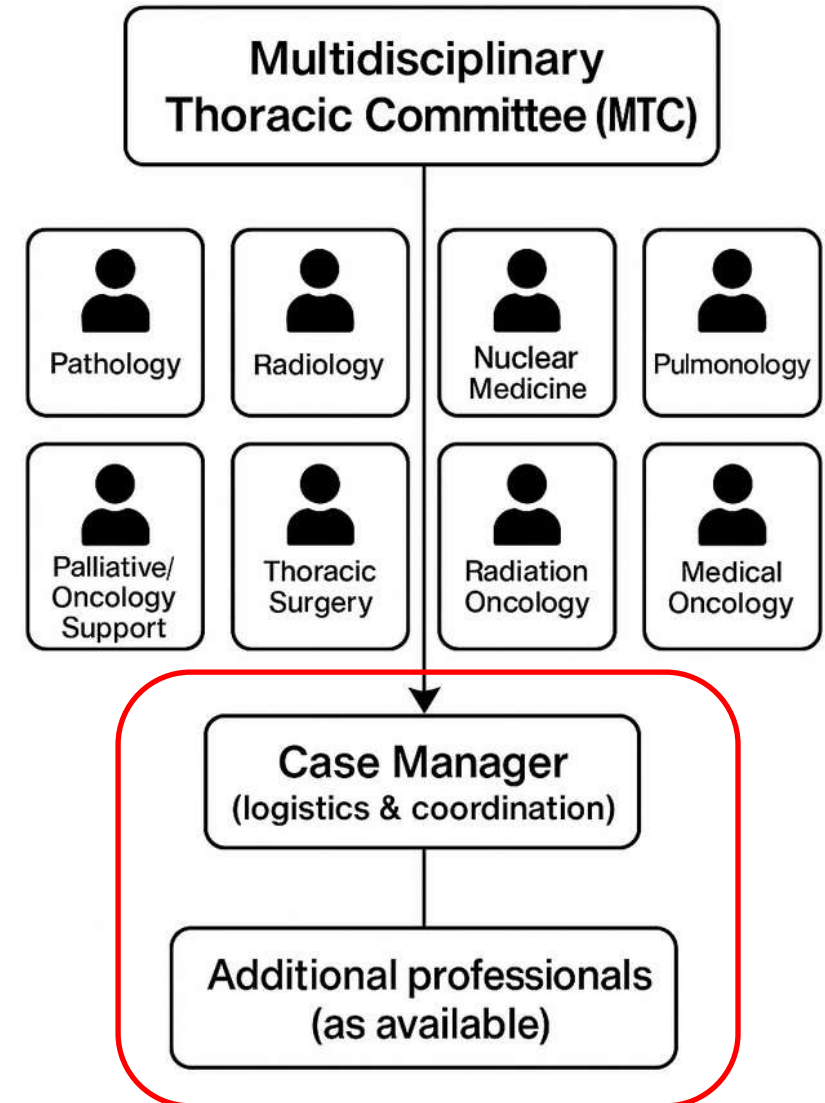 Multidisciplinary
Thoracic Committee (MTC)
Pathology
Radiology
Nuclear
Medicine
Pulmonology
Palliative/
Oncology
Support
Thoracic
Surgery
Radiation
Oncology
Medical
Oncology
Case Manager
(logistics & coordination)
Additional professionals
(as available)